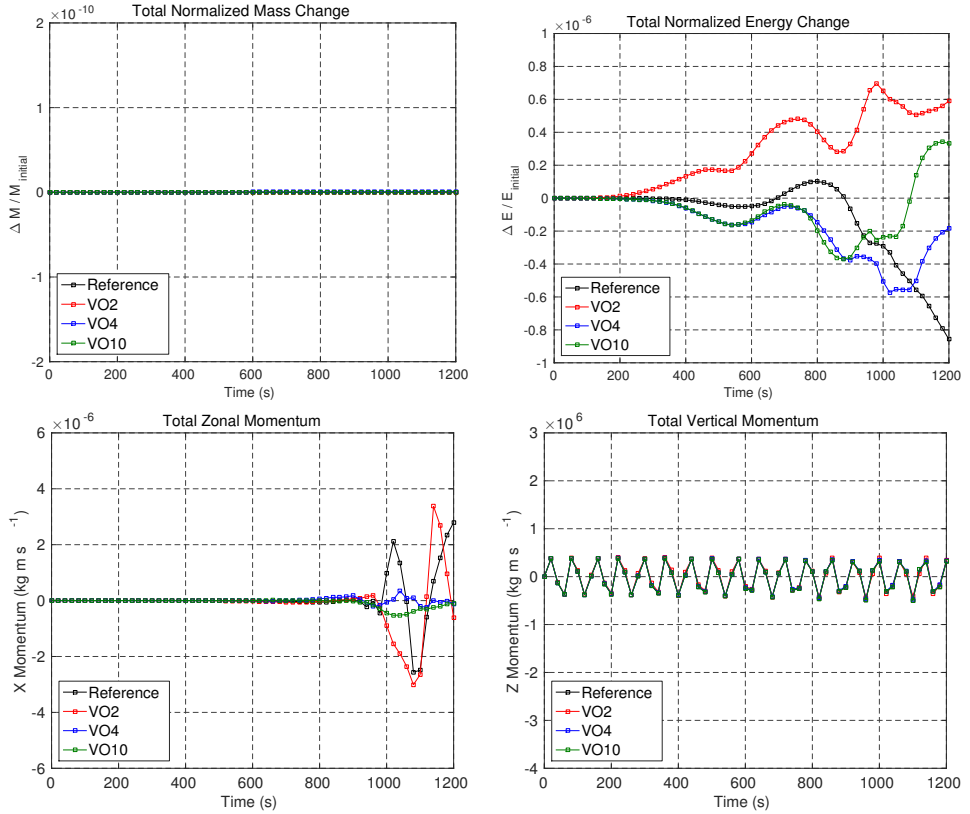 Total Normalized Mass Change
2 ×10^-10
1
0
-1
-2
Δ M / M initial
Reference
VO2
VO4
VO10
0 200 400 600 800 1000 1200
Time (s)
Total Normalized Energy Change
×10^-6
1
0.8
0.6
0.4
0.2
0
-0.2
-0.4
-0.6
-0.8
-1
Δ E / E initial
Reference
VO2
VO4
VO10
0 200 400 600 800 1000 1200
Time (s)
Total Zonal Momentum
×10^-6
6
4
2
0
-2
-4
-6
X Momentum (kg m s^-1)
Reference
VO2
VO4
VO10
0 200 400 600 800 1000 1200
Time (s)
Total Vertical Momentum
×10^6
3
2
1
0
-1
-2
-3
-4
Z Momentum (kg m s^-1)
Reference
VO2
VO4
VO10
0 200 400 600 800 1000 1200
Time (s)